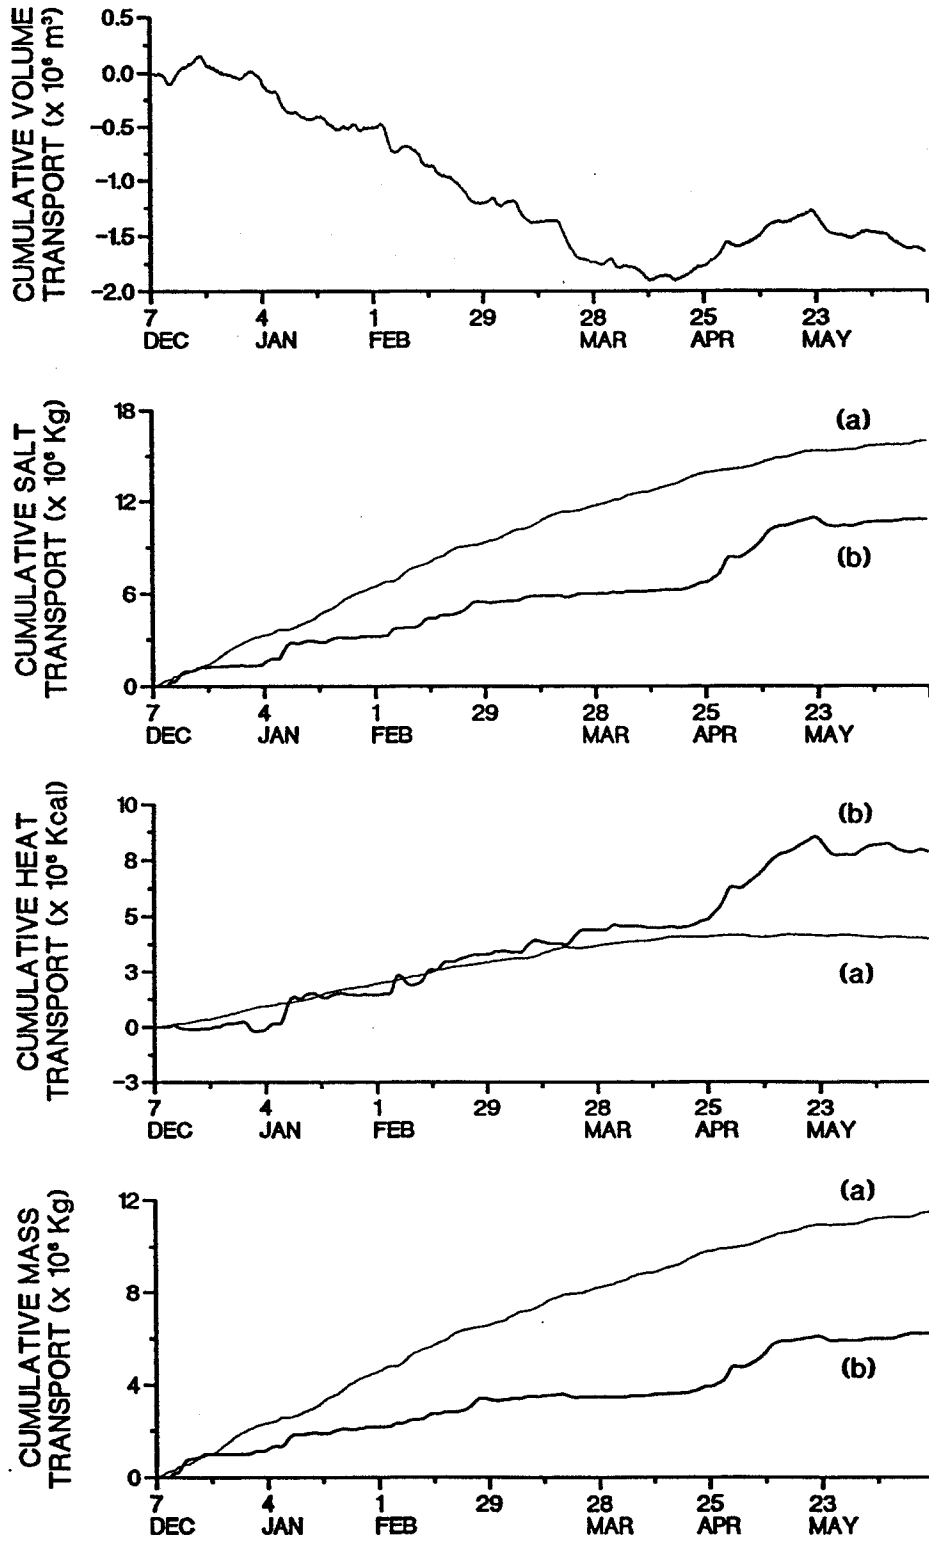 CUMULATIVE VOLUME
TRANSPORT (x 10⁶ m³)
0.5
0.0
-0.5
-1.0
-1.5
-2.0
7 4 1 29 28 25 23
DEC JAN FEB MAR APR MAY
CUMULATIVE SALT
TRANSPORT (x 10⁶ Kg)
18
12
6
0
(a)
(b)
7 4 1 29 28 25 23
DEC JAN FEB MAR APR MAY
CUMULATIVE HEAT
TRANSPORT (x 10⁶ Kcal)
10
8
5
3
0
-3
(b)
(a)
7 4 1 29 28 25 23
DEC JAN FEB MAR APR MAY
CUMULATIVE MASS
TRANSPORT (x 10⁶ Kg)
12
8
4
0
(a)
(b)
7 4 1 29 28 25 23
DEC JAN FEB MAR APR MAY